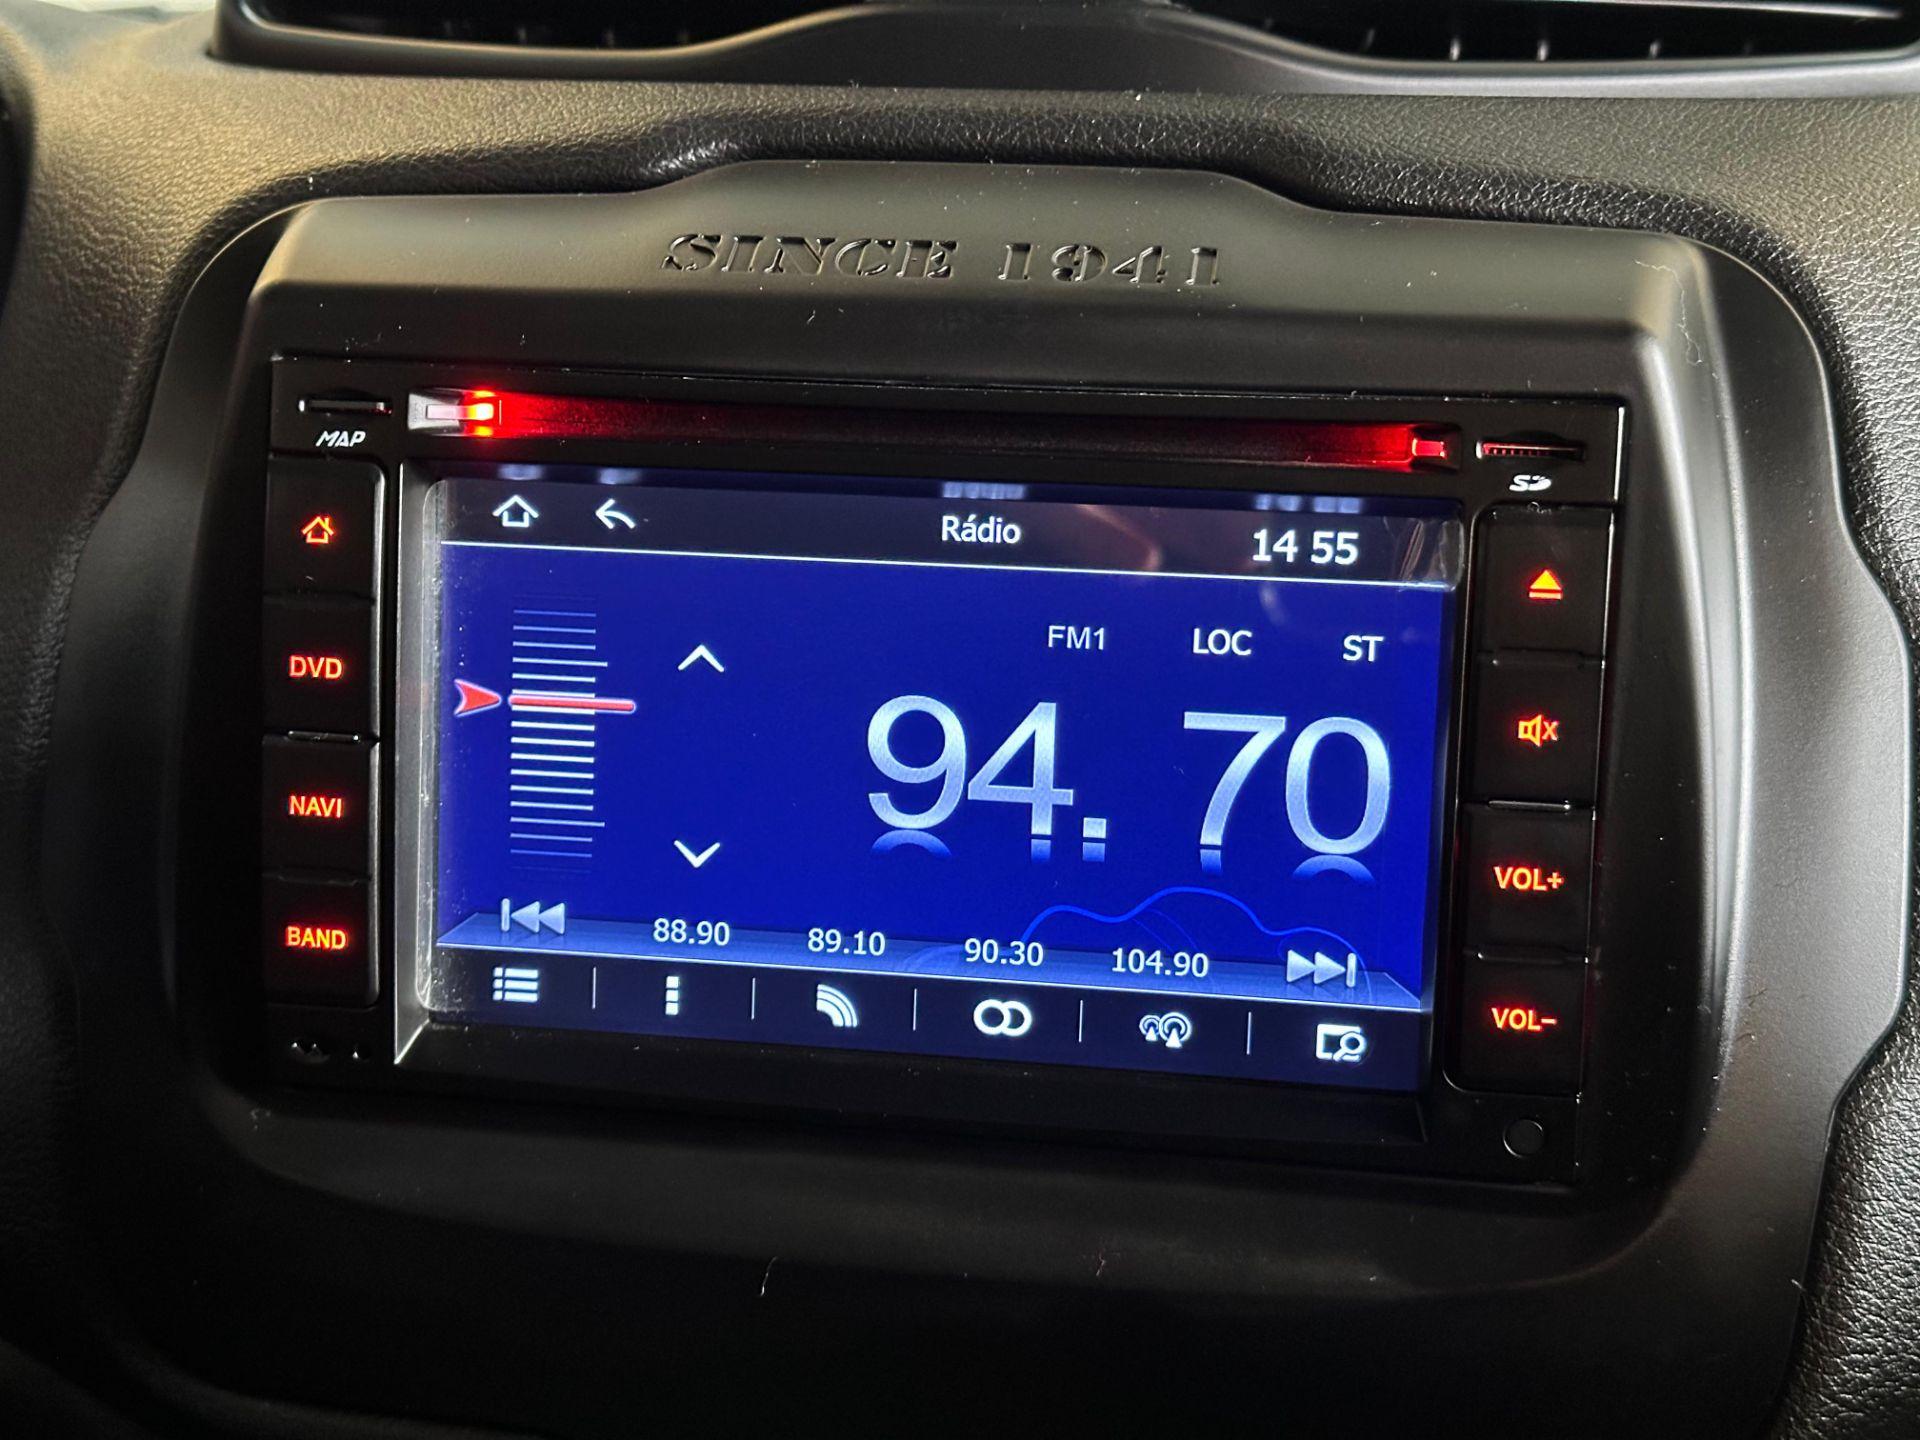 SINCE 1941
MAP
SD
Rádio
14 55
DVD
NAVI
BAND
FM1 LOC ST
94.70
88.90 89.10 90.30 104.90
VOL+
VOL-